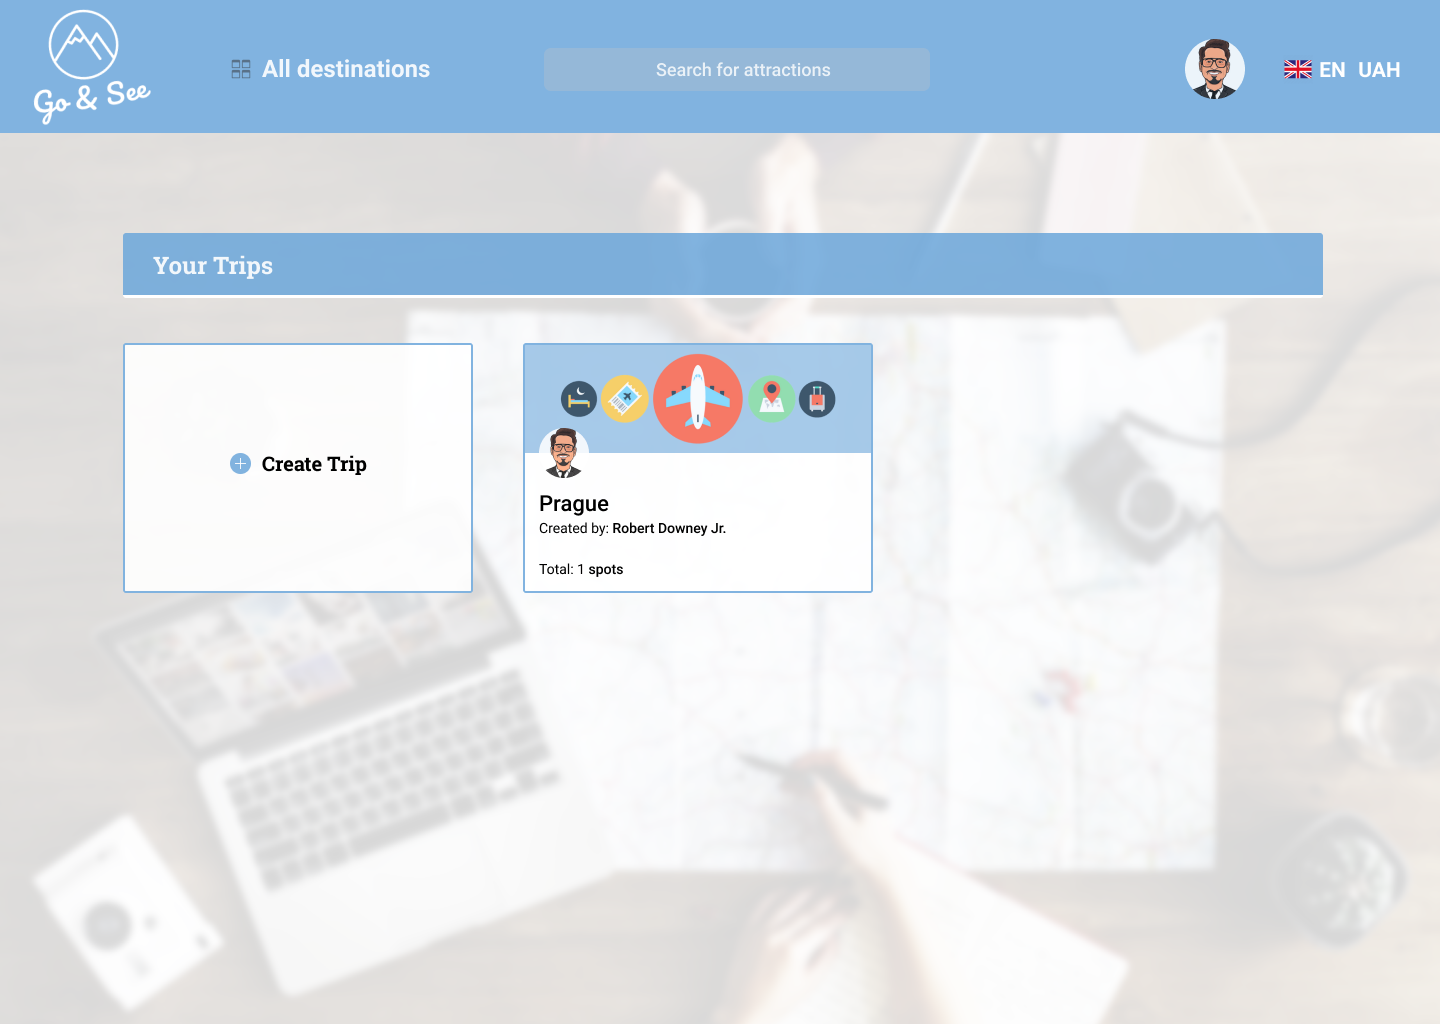 Go & See
All destinations
Search for attractions
EN UAH
Your Trips
Create Trip
Prague
Created by: Robert Downey Jr.
Total: 1 spots